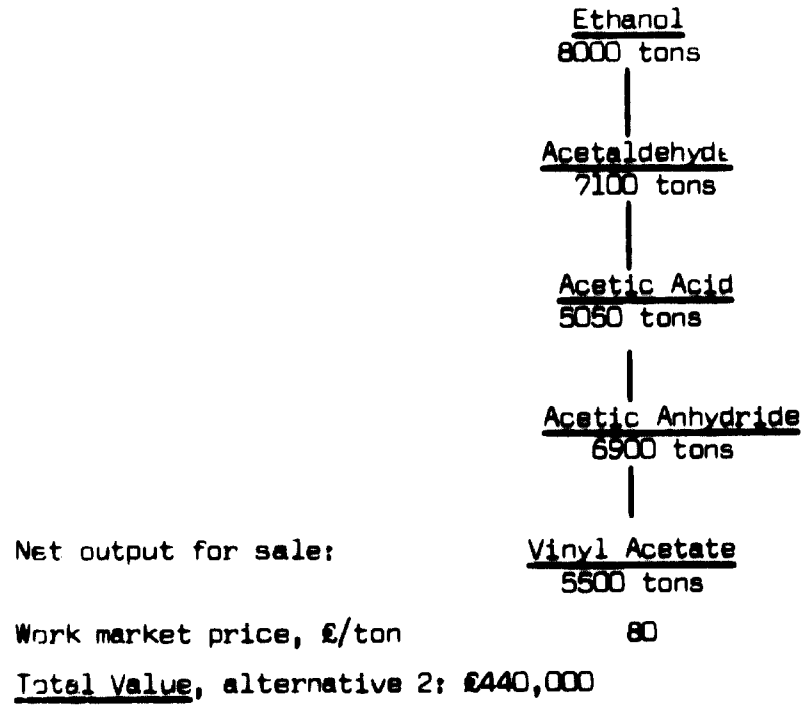 Ethanol
8000 tons
Acetaldehyde
7100 tons
Acetic Acid
5050 tons
Acetic Anhydride
6900 tons
Net output for sale: Vinyl Acetate
5500 tons
Work market price, £/ton 80
Total Value, alternative 2: £440,000